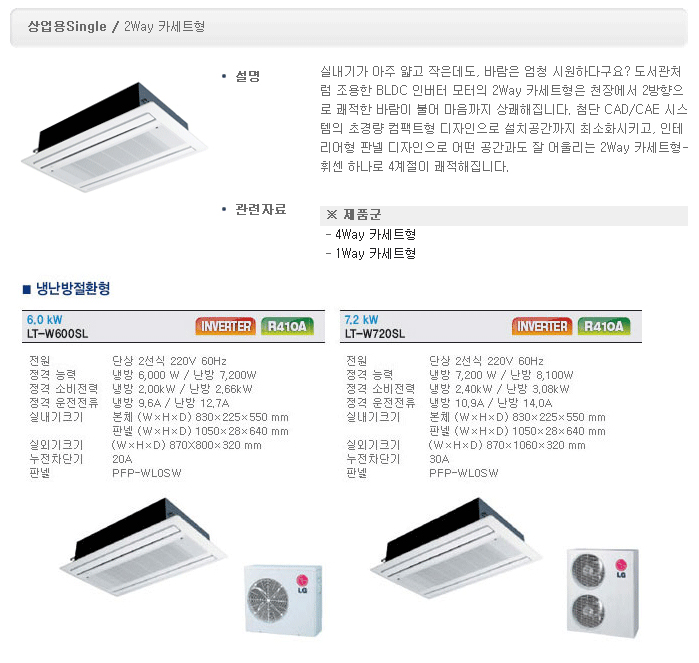 상업용Single / 2Way 카세트형
• 설명
실내기가 아주 얇고 작은데도, 바람은 엄청 시원하다구요? 도서관처
럼 조용한 BLDC 인버터 모터의 2Way 카세트형은 천장에서 2방향으
로 쾌적한 바람이 불어 마음까지 상쾌해집니다. 첨단 CAD/CAE 시스
템의 초경량 컴팩트형 디자인으로 설치공간까지 최소화시키고, 인테
리어형 판넬 디자인으로 어떤 공간과도 잘 어울리는 2Way 카세트형-
휘센 하나로 4계절이 쾌적해집니다.
• 관련자료
※ 제품군
- 4Way 카세트형
- 1Way 카세트형
■ 냉난방절환형
6.0 kW
LT-W600SL
INVERTER R410A
전원 단상 2선식 220V 60Hz
정격 능력 냉방 6,000 W / 난방 7,200W
정격 소비전력 냉방 2,00kW / 난방 2,66kW
정격 운전전류 냉방 9,6A / 난방 12,7A
실내기크기 본체 (W×H×D) 830×225×550 mm
판넬 (W×H×D) 1050×28×640 mm
실외기크기 (W×H×D) 870X800×320 mm
누전차단기 20A
판넬 PFP-WL0SW
LG
7.2 kW
LT-W720SL
INVERTER R410A
전원 단상 2선식 220V 60Hz
정격 능력 냉방 7,200 W / 난방 8,100W
정격 소비전력 냉방 2,40kW / 난방 3,08kW
정격 운전전류 냉방 10,9A / 난방 14,0A
실내기크기 본체 (W×H×D) 830×225×550 mm
판넬 (W×H×D) 1050×28×640 mm
실외기크기 (W×H×D) 870×1060×320 mm
누전차단기 30A
판넬 PFP-WL0SW
LG